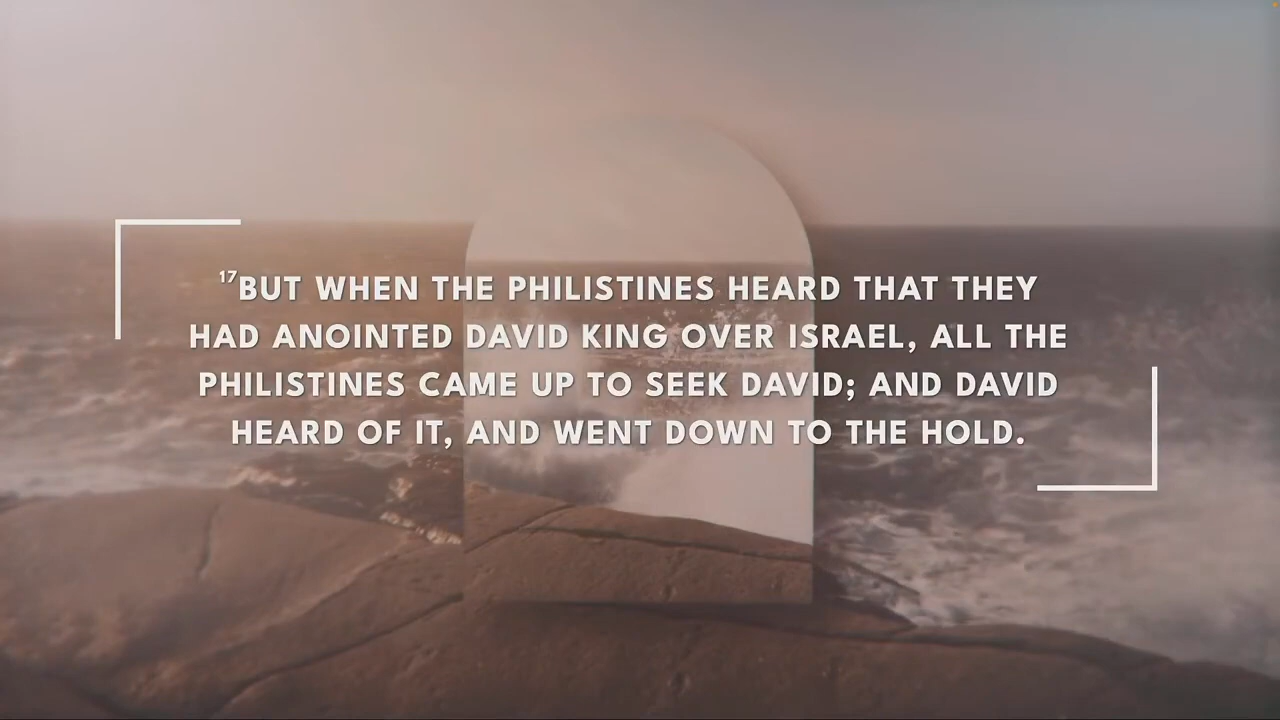 ¹⁷BUT WHEN THE PHILISTINES HEARD THAT THEY
HAD ANOINTED DAVID KING OVER ISRAEL, ALL THE
PHILISTINES CAME UP TO SEEK DAVID; AND DAVID
HEARD OF IT, AND WENT DOWN TO THE HOLD.